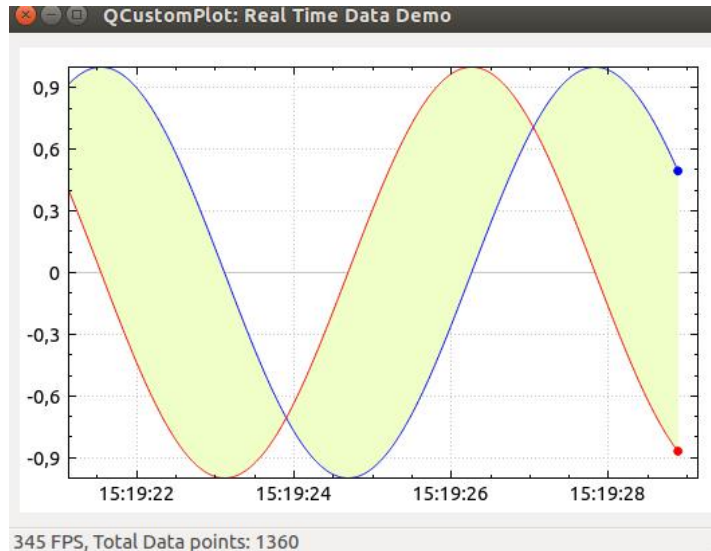 QCustomPlot: Real Time Data Demo
0,9
0,6
0,3
0
-0,3
-0,6
-0,9
15:19:22 15:19:24 15:19:26 15:19:28
345 FPS, Total Data points: 1360